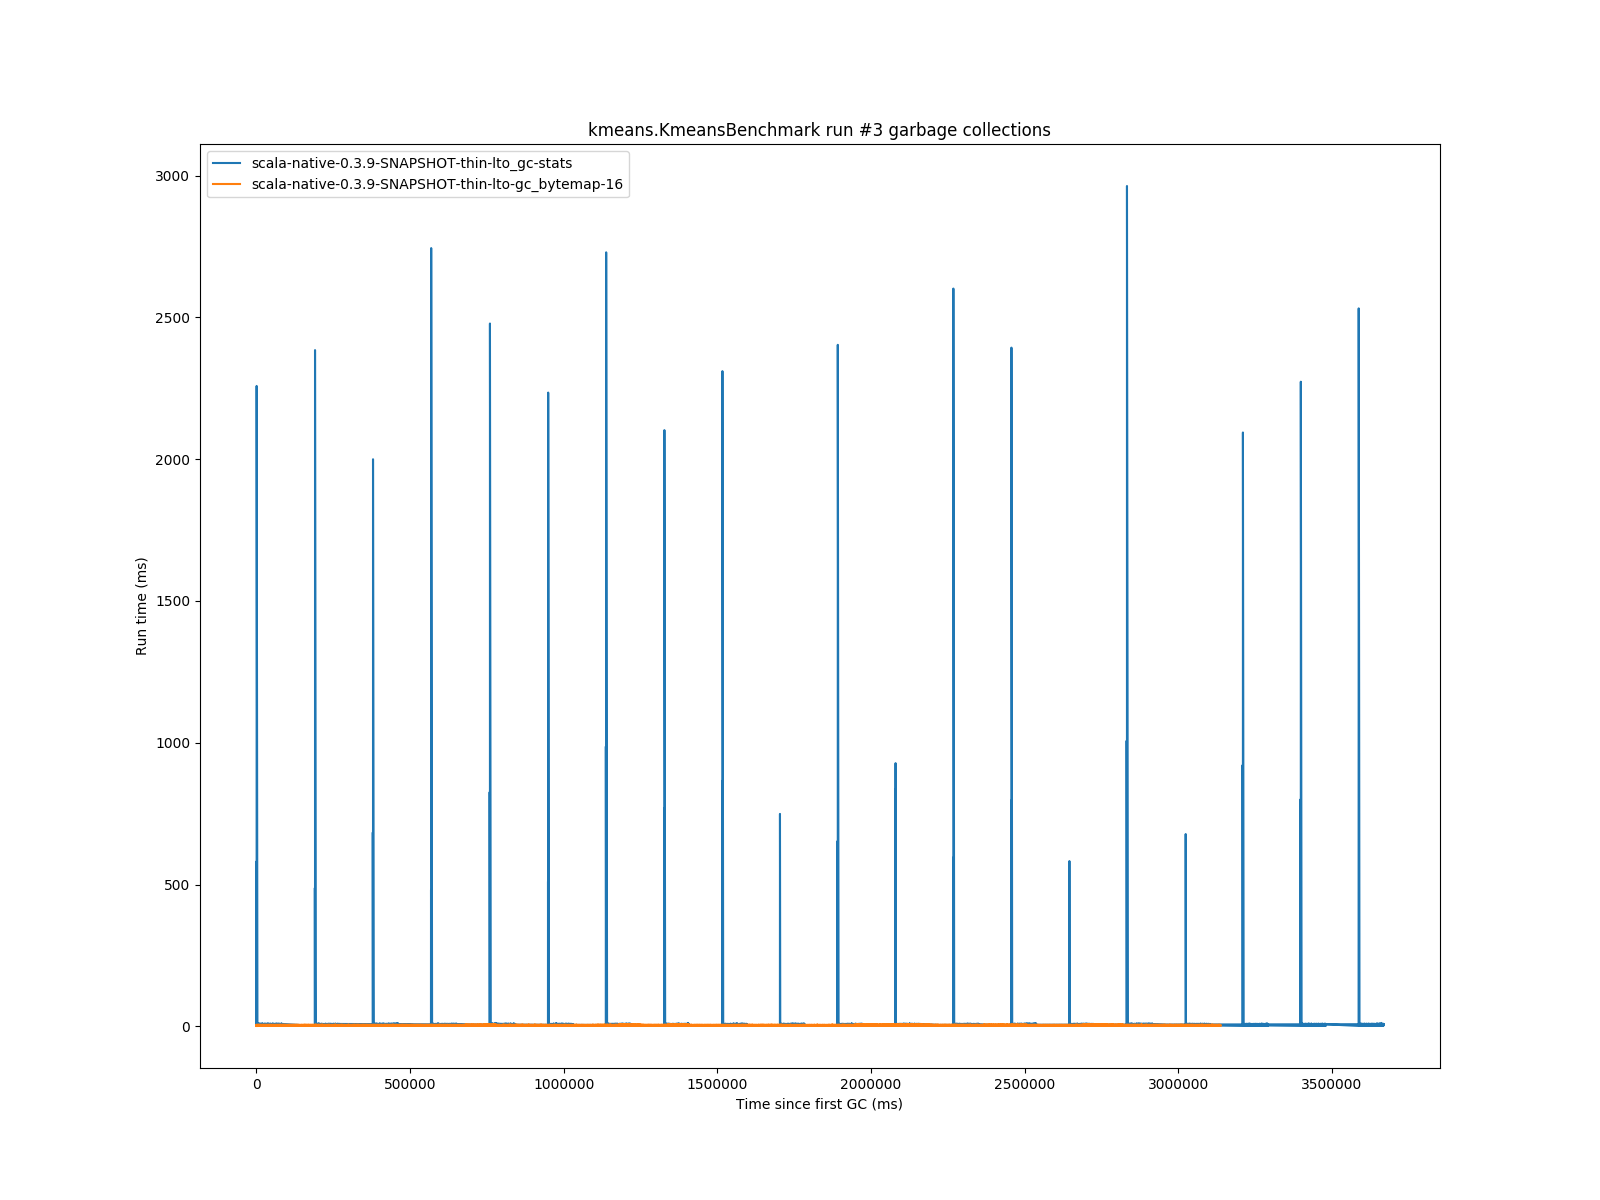 kmeans.KmeansBenchmark run #3 garbage collections
scala-native-0.3.9-SNAPSHOT-thin-lto_gc-stats
scala-native-0.3.9-SNAPSHOT-thin-lto-gc_bytemap-16
3000
2500
2000
1500
1000
500
0
Run time (ms)
0 500000 1000000 1500000 2000000 2500000 3000000 3500000
Time since first GC (ms)